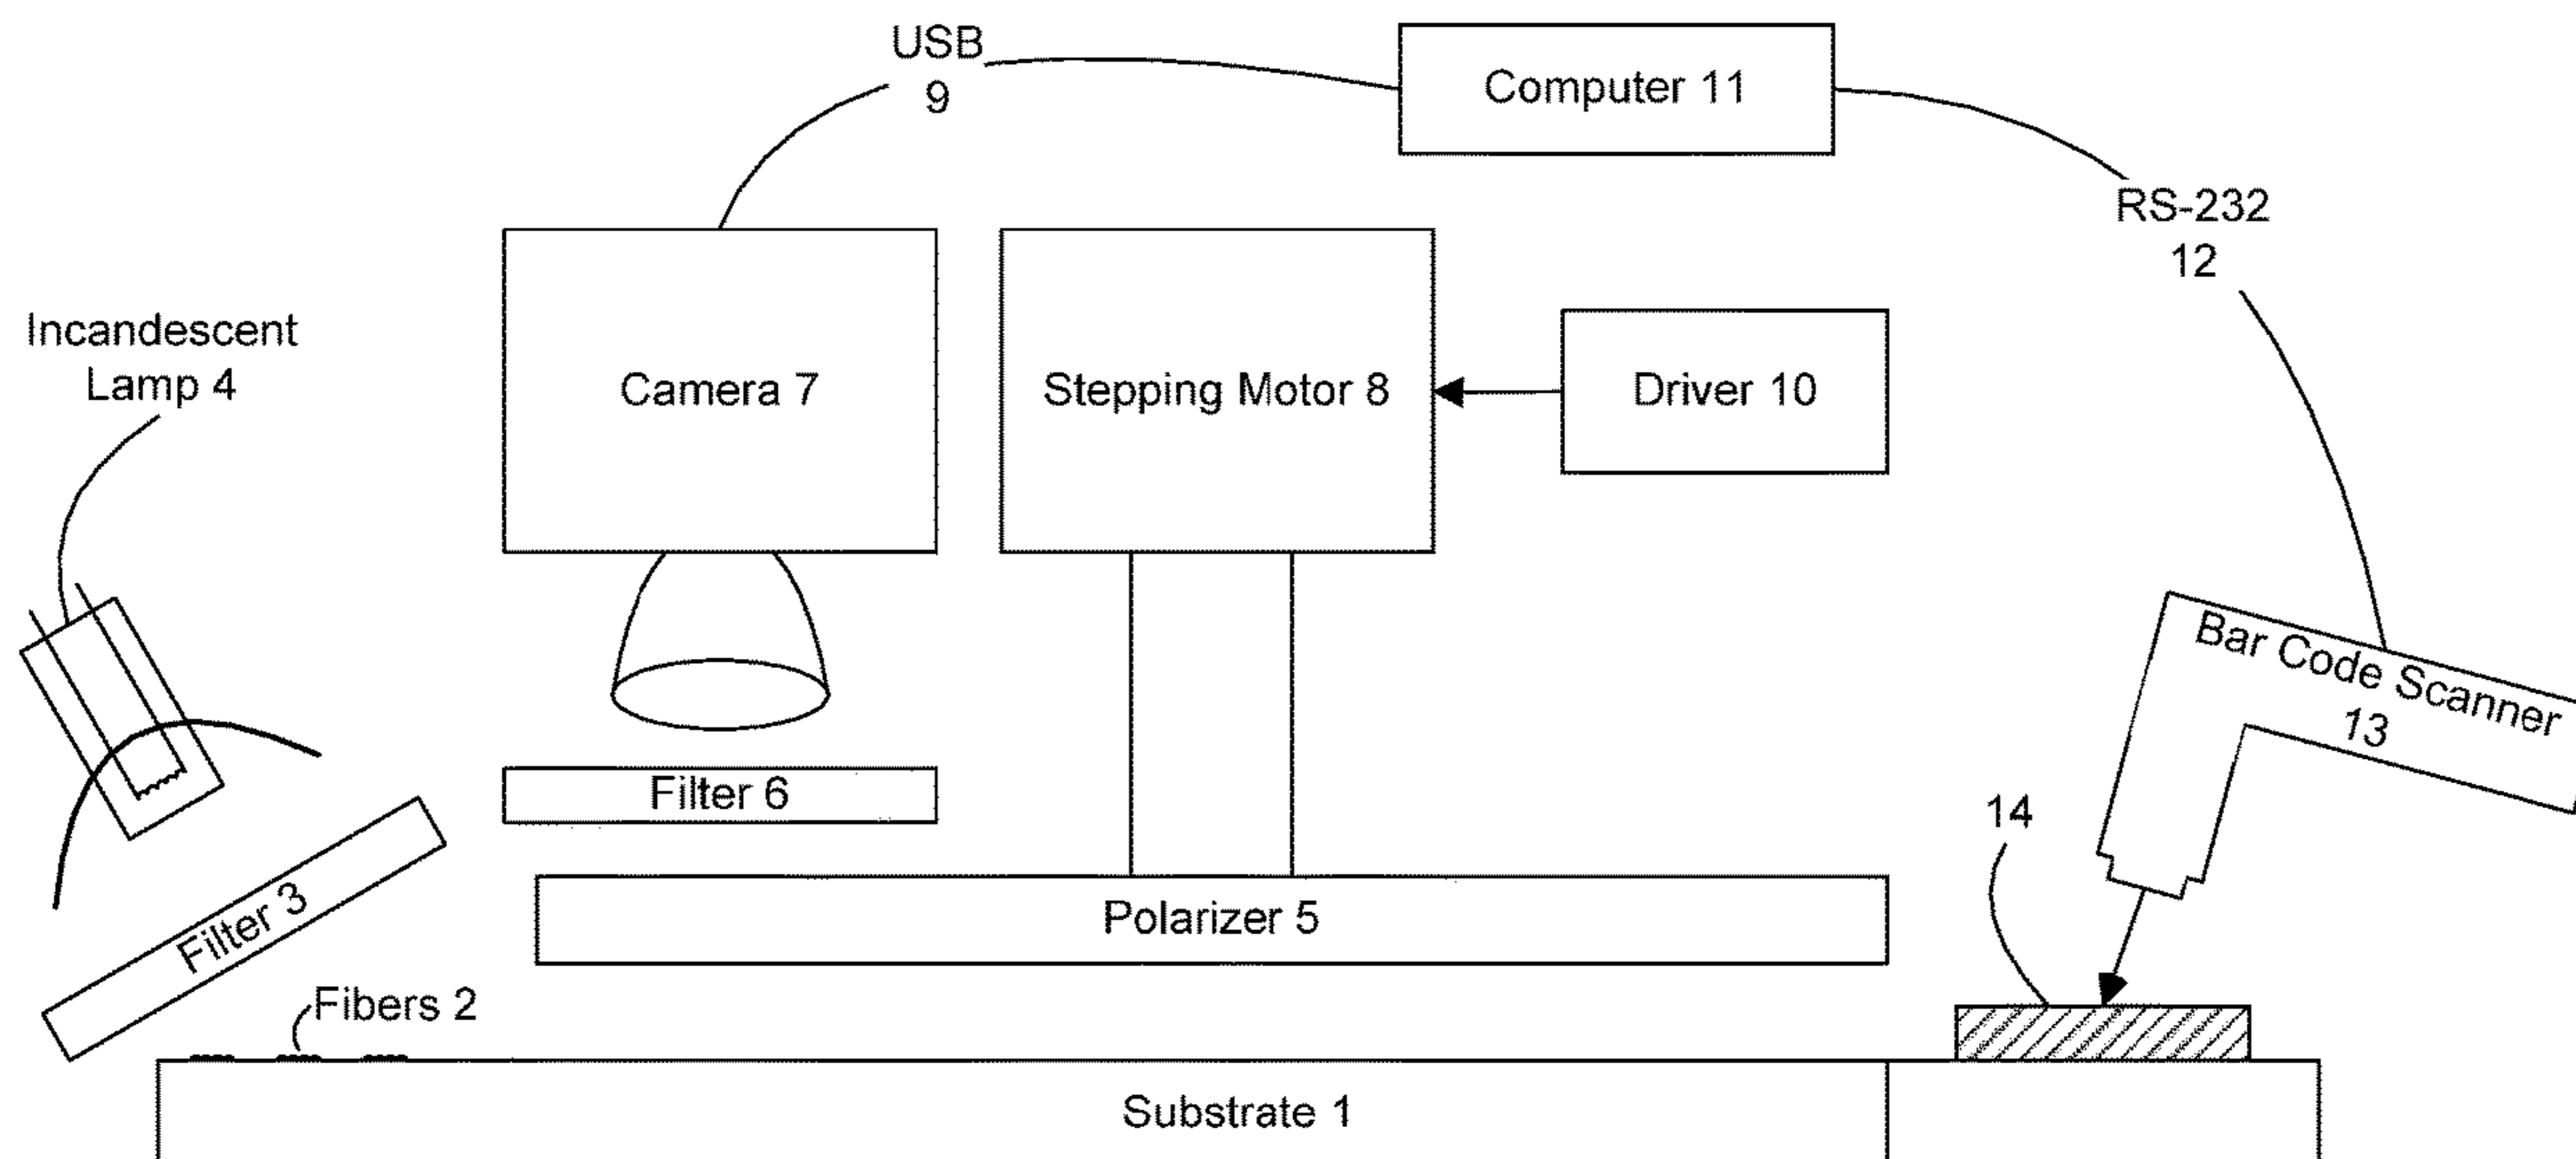 USB
9
Computer 11
RS-232
12
Incandescent
Lamp 4
Camera 7
Stepping Motor 8
Driver 10
Bar Code Scanner
13
Filter 6
14
Filter 3
Polarizer 5
Fibers 2
Substrate 1